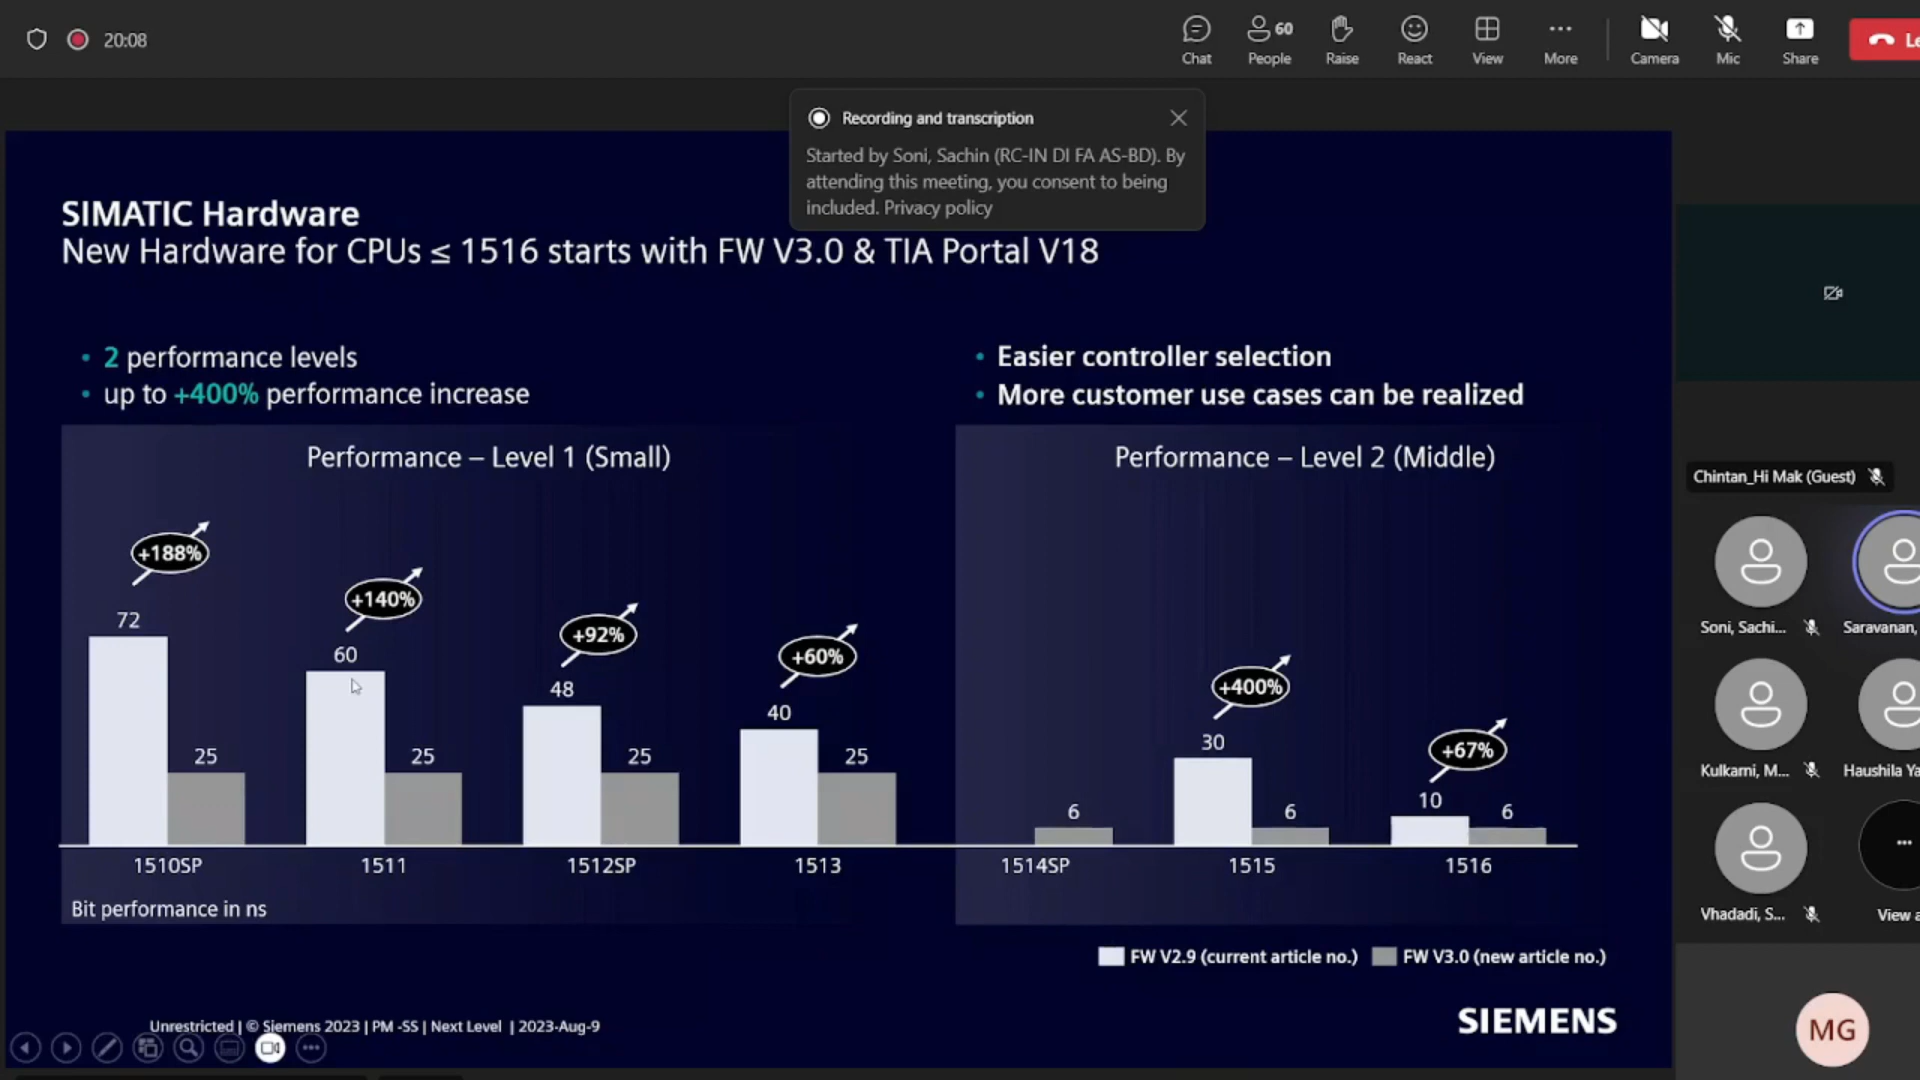 20:08
Chat
60
People
Raise
React
View
More
Camera
Mic
Share
Recording and transcription
Started by Soni, Sachin (RC-IN DI FA AS-BD). By
attending this meeting, you consent to being
included. Privacy policy
SIMATIC Hardware
New Hardware for CPUs ≤ 1516 starts with FW V3.0 & TIA Portal V18
• 2 performance levels
• up to +400% performance increase
• Easier controller selection
• More customer use cases can be realized
Performance – Level 1 (Small)
+188%
72
25
+140%
60
25
+92%
48
25
+60%
40
25
1510SP
1511
1512SP
1513
Bit performance in ns
Performance – Level 2 (Middle)
6
+400%
30
6
+67%
10
6
1514SP
1515
1516
FW V2.9 (current article no.)
FW V3.0 (new article no.)
Unrestricted | © Siemens 2023 | PM -SS | Next Level | 2023-Aug-9
SIEMENS
Chintan_Hi Mak (Guest)
Soni, Sachi...
Saravanan,
Kulkarni, M...
Haushila Ya
Vhadadi, S...
View a
MG